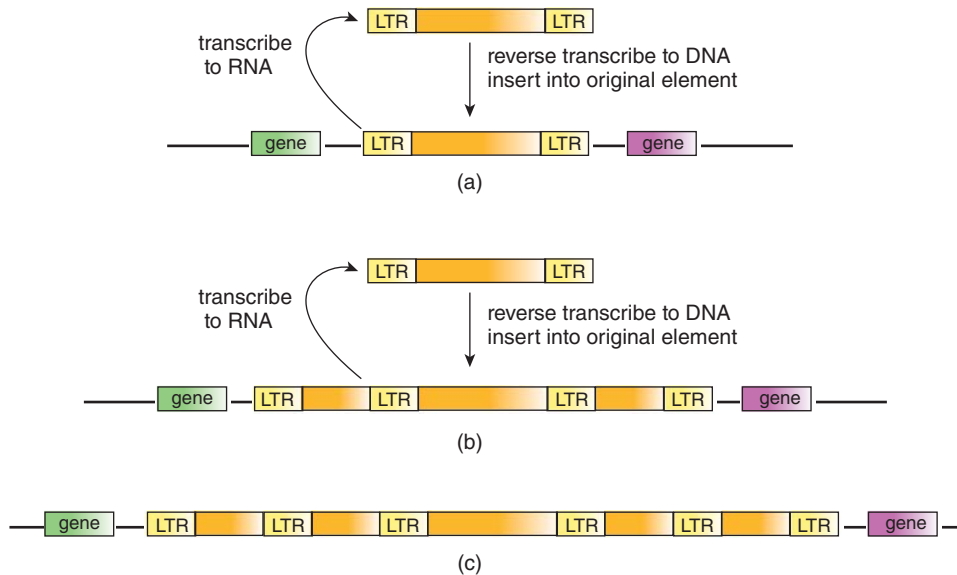 LTR LTR
transcribe
to RNA
reverse transcribe to DNA
insert into original element
gene LTR LTR gene
(a)
LTR LTR
transcribe
to RNA
reverse transcribe to DNA
insert into original element
gene LTR LTR LTR LTR gene
(b)
gene LTR LTR LTR LTR LTR LTR gene
(c)